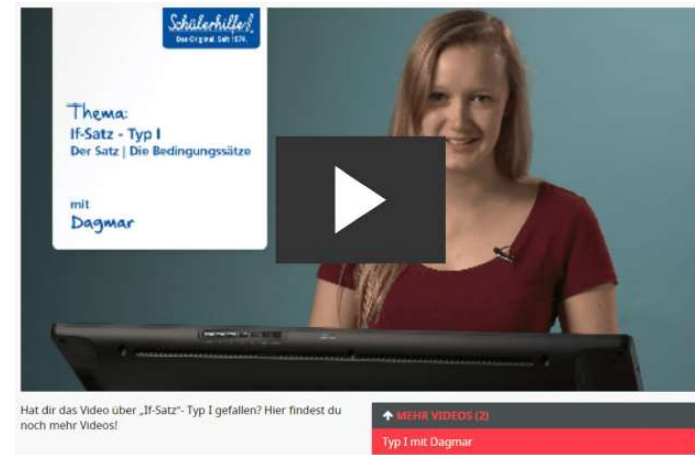 Schülerhilfe!
Das Original. Seit 1974.
Thema:
If-Satz - Typ I
Der Satz | Die Bedingungssätze
mit
Dagmar
Hat dir das Video über „If-Satz“- Typ I gefallen? Hier findest du
noch mehr Videos!
MEHR VIDEOS (2)
Typ I mit Dagmar